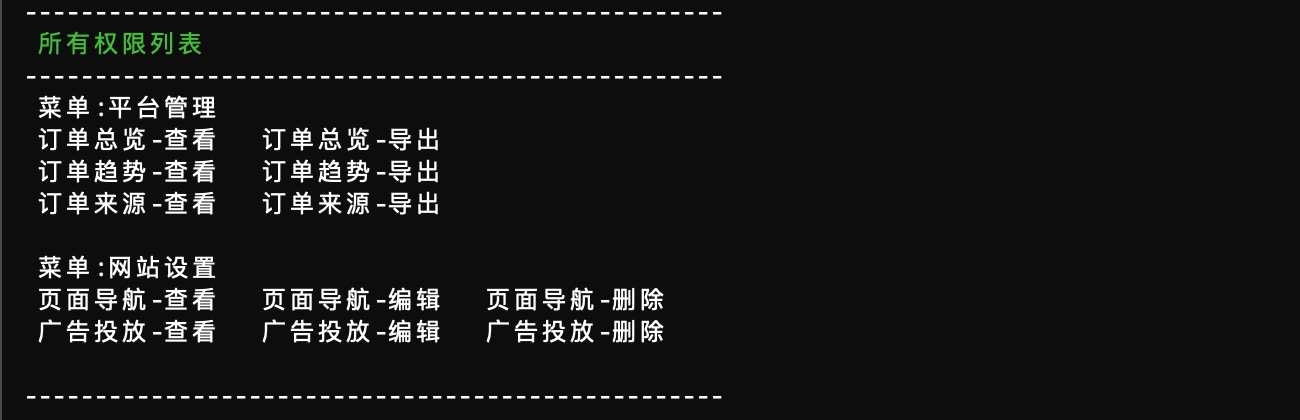 --------------------------------------------------
所有权限列表
--------------------------------------------------
菜单:平台管理
订单总览-查看 订单总览-导出
订单趋势-查看 订单趋势-导出
订单来源-查看 订单来源-导出
菜单:网站设置
页面导航-查看 页面导航-编辑 页面导航-删除
广告投放-查看 广告投放-编辑 广告投放-删除
--------------------------------------------------